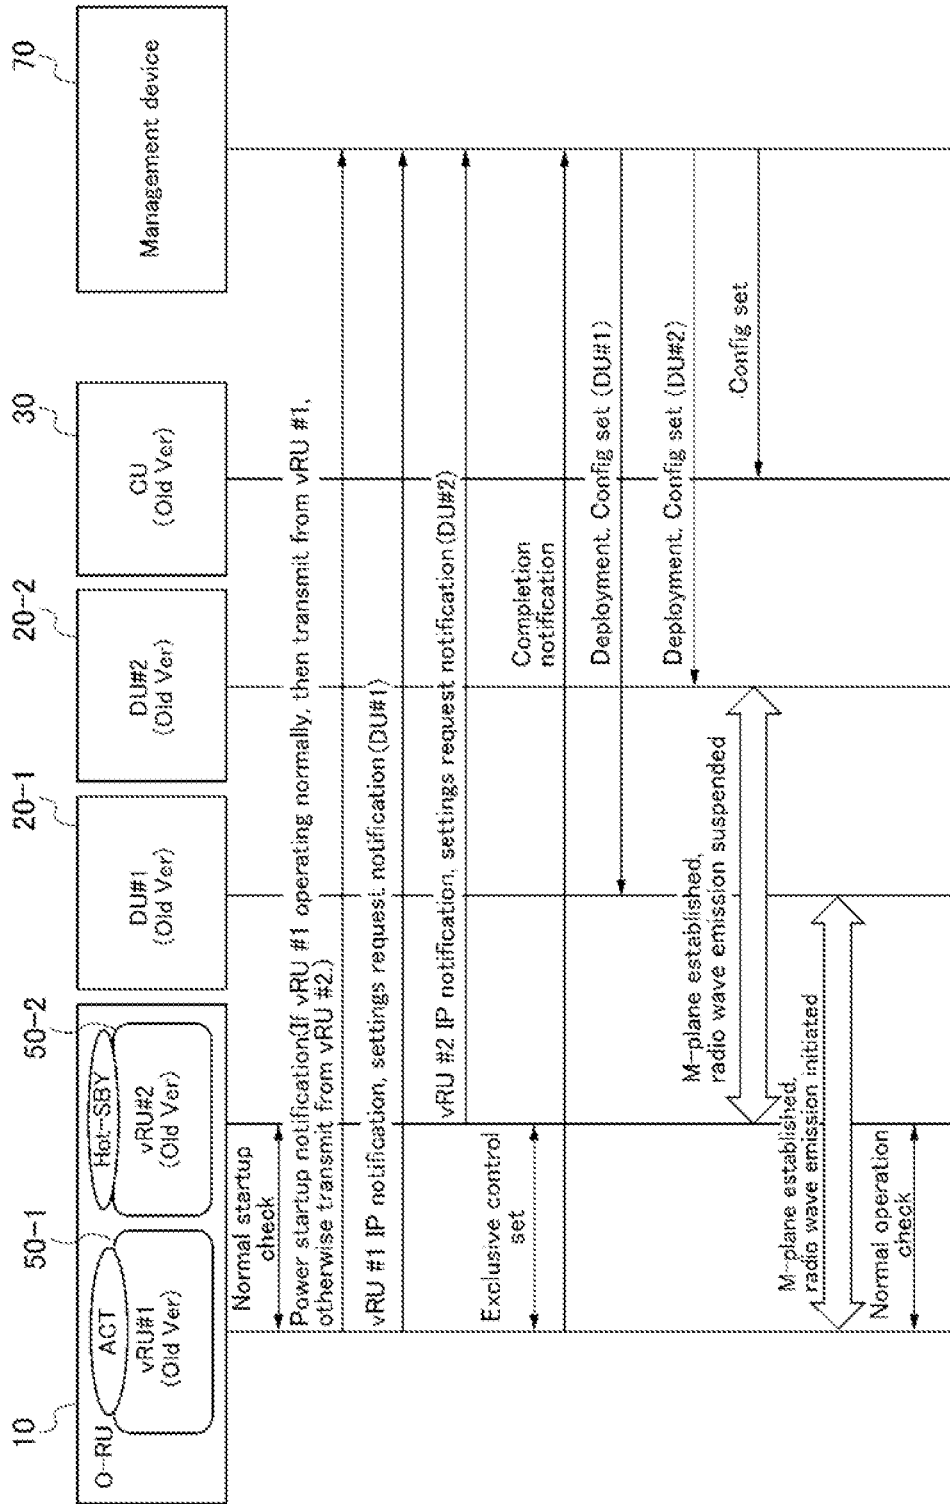 10
O-RU
ACT
vRU#1
(Old Ver)
50-1
Hot-SBY
vRU#2
(Old Ver)
50-2
DU#1
(Old Ver)
20-1
DU#2
(Old Ver)
20-2
CU
(Old Ver)
30
Management device
70
Normal startup
check
Power startup notification(If vRU #1 operating normally, then transmit from vRU #1,
otherwise transmit from vRU #2.)
vRU #1 IP notification, settings request notification(DU#1)
vRU #2 IP notification, settings request notification(DU#2)
Exclusive control
set
Completion
notification
Deployment, Config set (DU#1)
Deployment, Config set (DU#2)
Config set
M-plane established,
radio wave emission suspended
M-plane established,
radio wave emission initiated
Normal operation
check